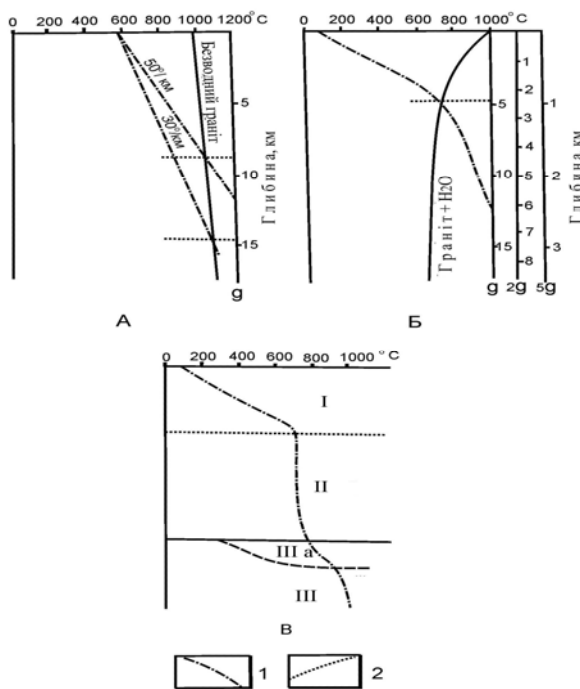 0 200 400 600 800 1000 1200°C
50°/ км
30°/км
Безводний граніт
5
10
15
g
Глибина, км
А
0 200 400 600 800 1000°C
Граніт + H2O
5
10
15
g
1
2
3
4
5
6
7
8
2g
1
2
3
5g
Глибина, км
Б
0 200 400 600 800 1000 °C
I
II
III а
III
В
1
2